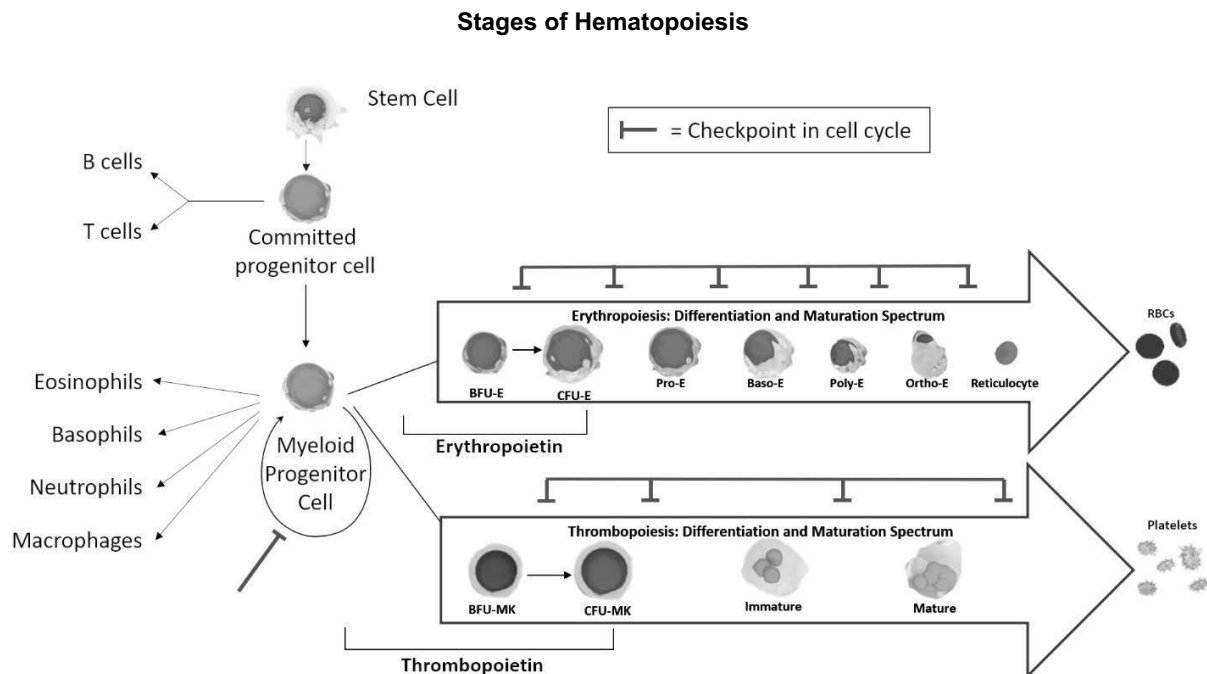 Stages of Hematopoiesis
Stem Cell
= Checkpoint in cell cycle
B cells
T cells
Committed
progenitor cell
Erythropoiesis: Differentiation and Maturation Spectrum
RBCs
BFU-E
CFU-E
Pro-E
Baso-E
Poly-E
Ortho-E
Reticulocyte
Erythropoietin
Eosinophils
Basophils
Neutrophils
Macrophages
Myeloid
Progenitor
Cell
Thrombopoiesis: Differentiation and Maturation Spectrum
Platelets
BFU-MK
CFU-MK
Immature
Mature
Thrombopoietin